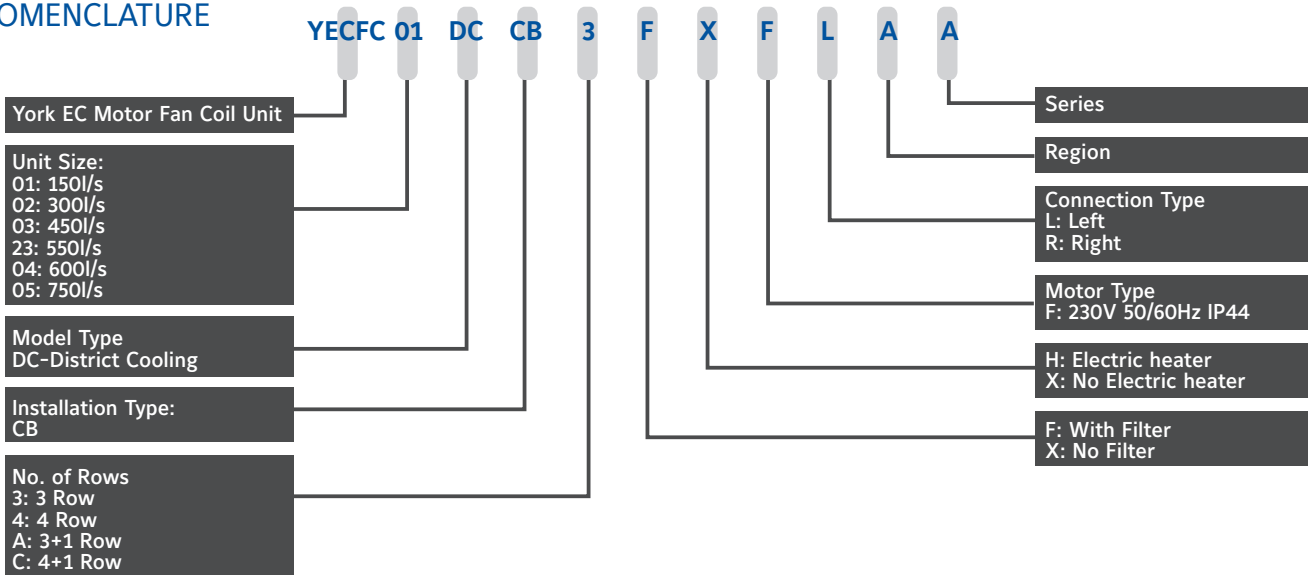 OMENCLATURE
YECFC 01 DC CB 3 F X F L A A
York EC Motor Fan Coil Unit
Unit Size:
01: 150l/s
02: 300l/s
03: 450l/s
23: 550l/s
04: 600l/s
05: 750l/s
Model Type
DC-District Cooling
Installation Type:
CB
No. of Rows
3: 3 Row
4: 4 Row
A: 3+1 Row
C: 4+1 Row
Series
Region
Connection Type
L: Left
R: Right
Motor Type
F: 230V 50/60Hz IP44
H: Electric heater
X: No Electric heater
F: With Filter
X: No Filter